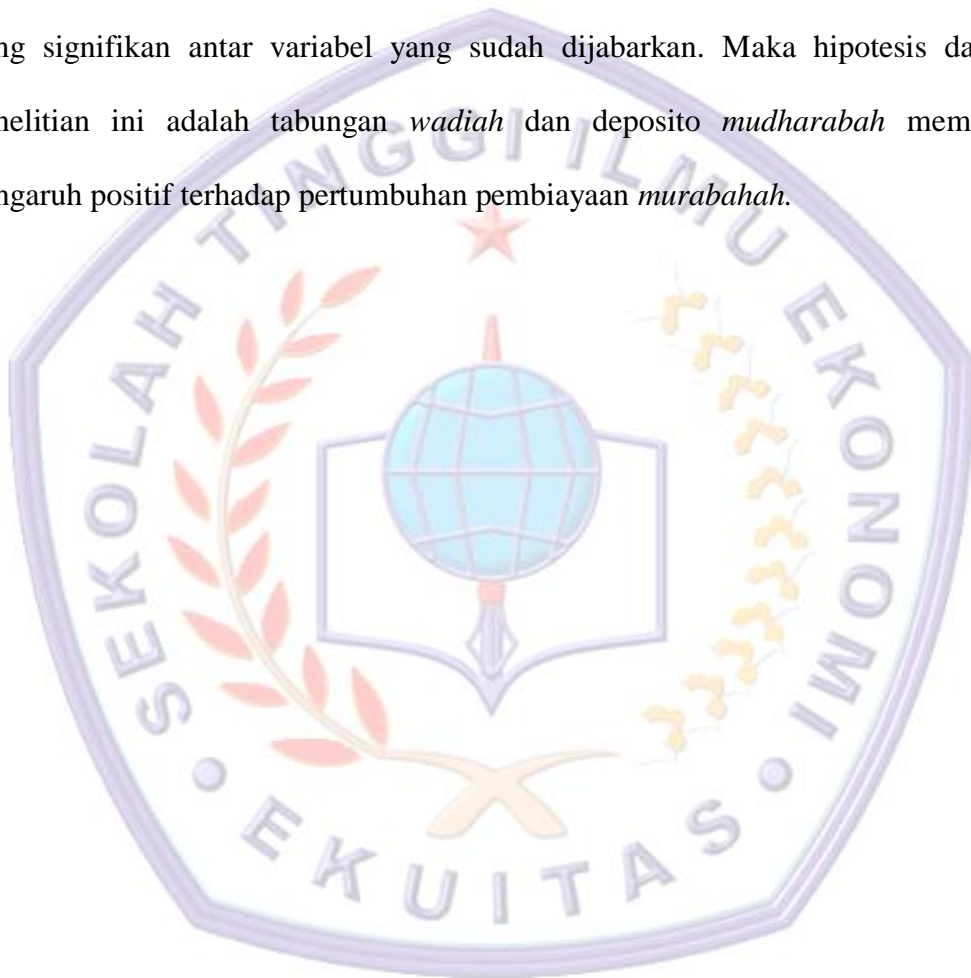 ng signifikan antar variabel yang sudah dijabarkan. Maka hipotesis da
nelitian ini adalah tabungan wadiah dan deposito mudharabah mem
ngaruh positif terhadap pertumbuhan pembiayaan murabahah.
SEKOLAH TINGGI ILMU EKONOMI
• EKUITAS •